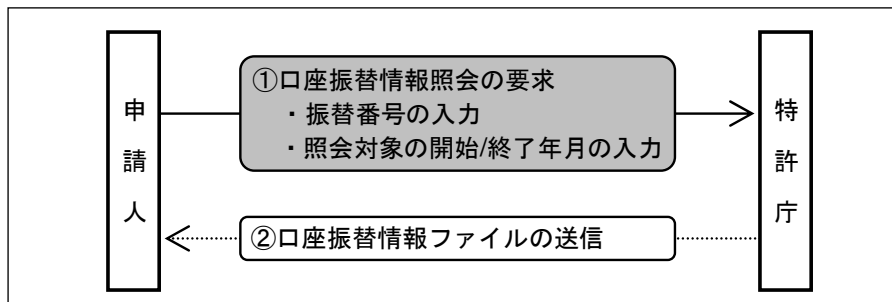 申請人
①口座振替情報照会の要求
・振替番号の入力
・照会対象の開始/終了年月の入力
特許庁
②口座振替情報ファイルの送信